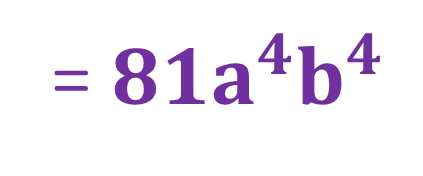 = 81a⁴b⁴